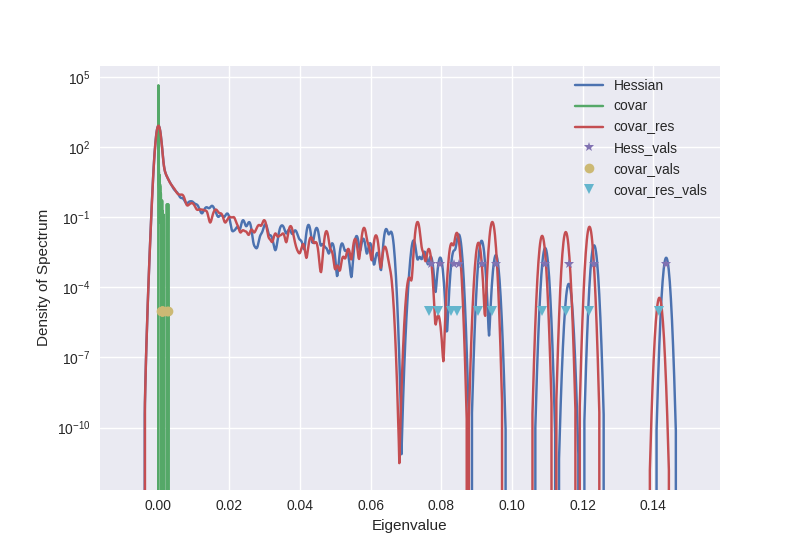 10^5
10^2
10^-1
10^-4
10^-7
10^-10
Density of Spectrum
Hessian
covar
covar_res
Hess_vals
covar_vals
covar_res_vals
0.00 0.02 0.04 0.06 0.08 0.10 0.12 0.14
Eigenvalue